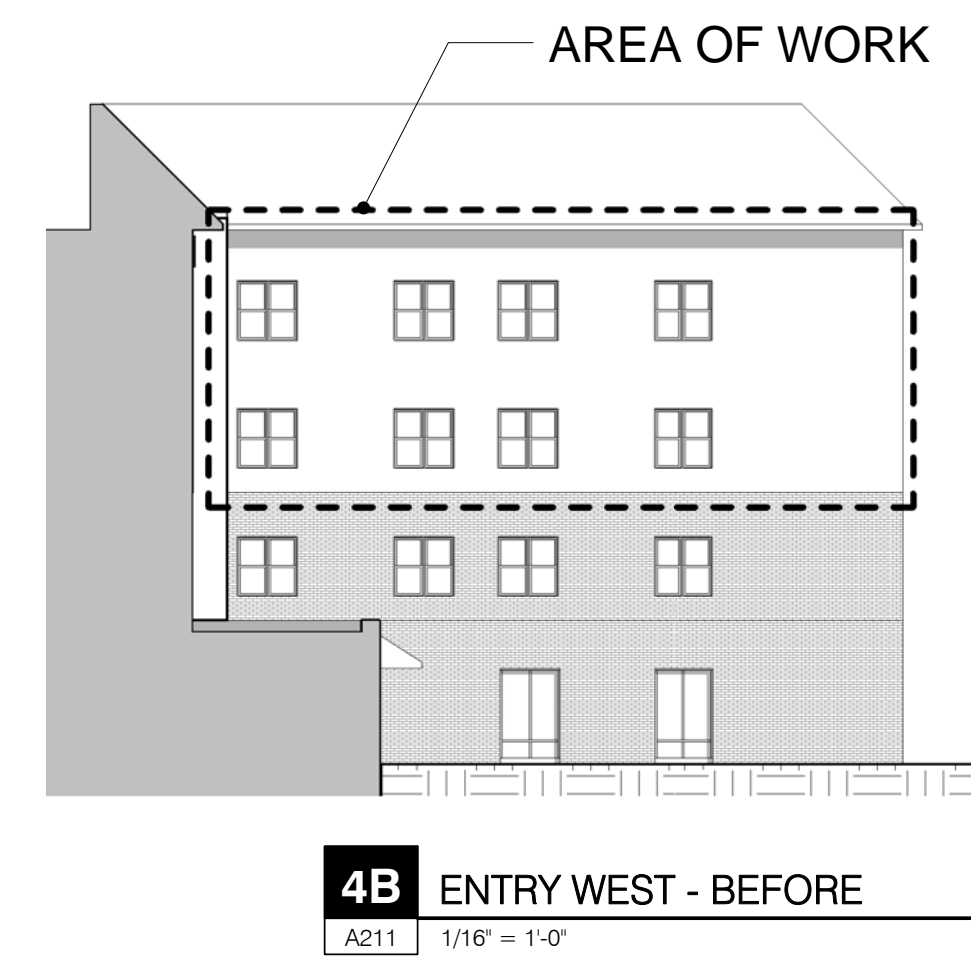 AREA OF WORK
4B ENTRY WEST - BEFORE
A211 1/16" = 1'-0"